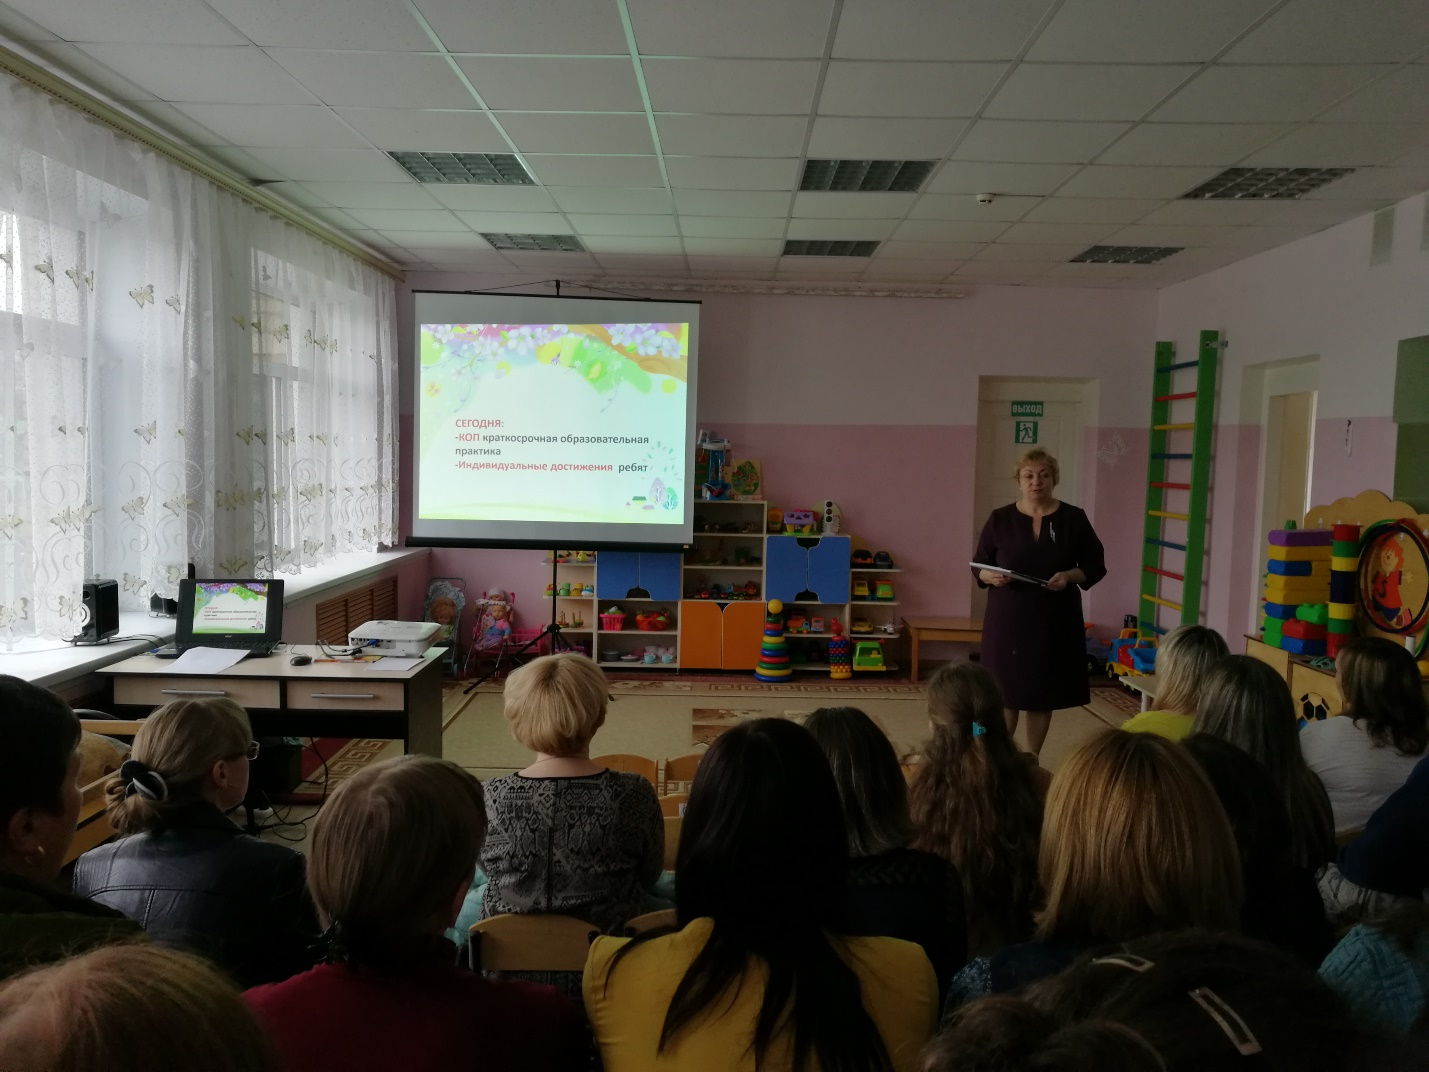 СЕГОДНЯ:
-КОП краткосрочная образовательная
практика
-Индивидуальные достижения ребят
ВЫХОД